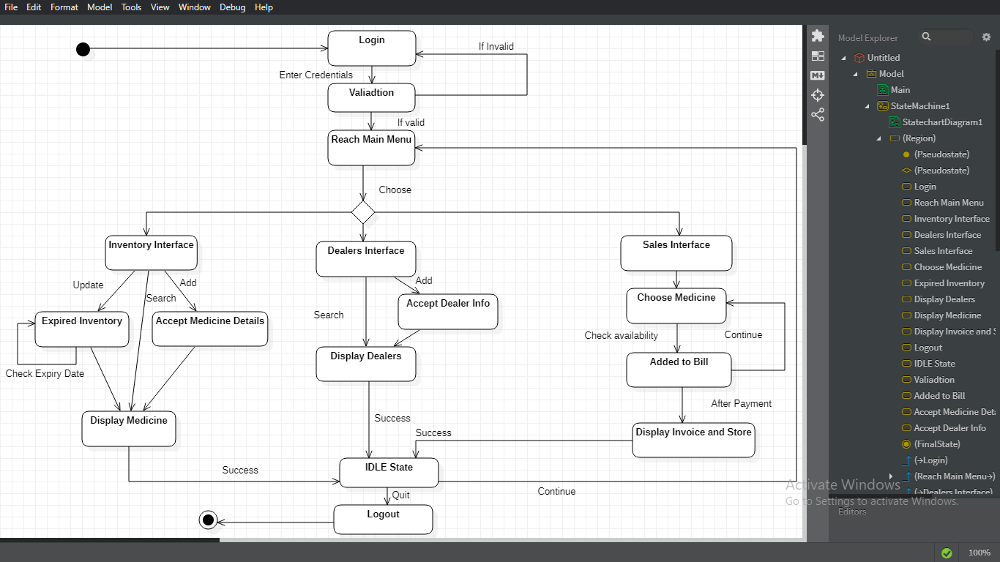 File Edit Format Model Tools View Window Debug Help
Login
If Invalid
Enter Credentials
Valiadtion
If valid
Reach Main Menu
Choose
Inventory Interface
Dealers Interface
Sales Interface
Update
Add
Search
Add
Expired Inventory
Accept Medicine Details
Accept Dealer Info
Choose Medicine
Search
Check availability
Continue
Check Expiry Date
Display Dealers
Added to Bill
Display Medicine
Success
After Payment
Success
Display Invoice and Store
Success
IDLE State
Continue
Quit
Logout
Model Explorer
Untitled
Model
Main
StateMachine1
StatechartDiagram1
(Region)
(Pseudostate)
(Pseudostate)
Login
Reach Main Menu
Inventory Interface
Dealers Interface
Sales Interface
Choose Medicine
Expired Inventory
Display Dealers
Display Medicine
Display Invoice and S
Logout
IDLE State
Valiadtion
Added to Bill
Accept Medicine Deta
Accept Dealer Info
(FinalState)
(→Login)
(Reach Main Menu→)
(→Dealers Interface)
Activate Windows
Go to Settings to activate Windows.
Editors
100%